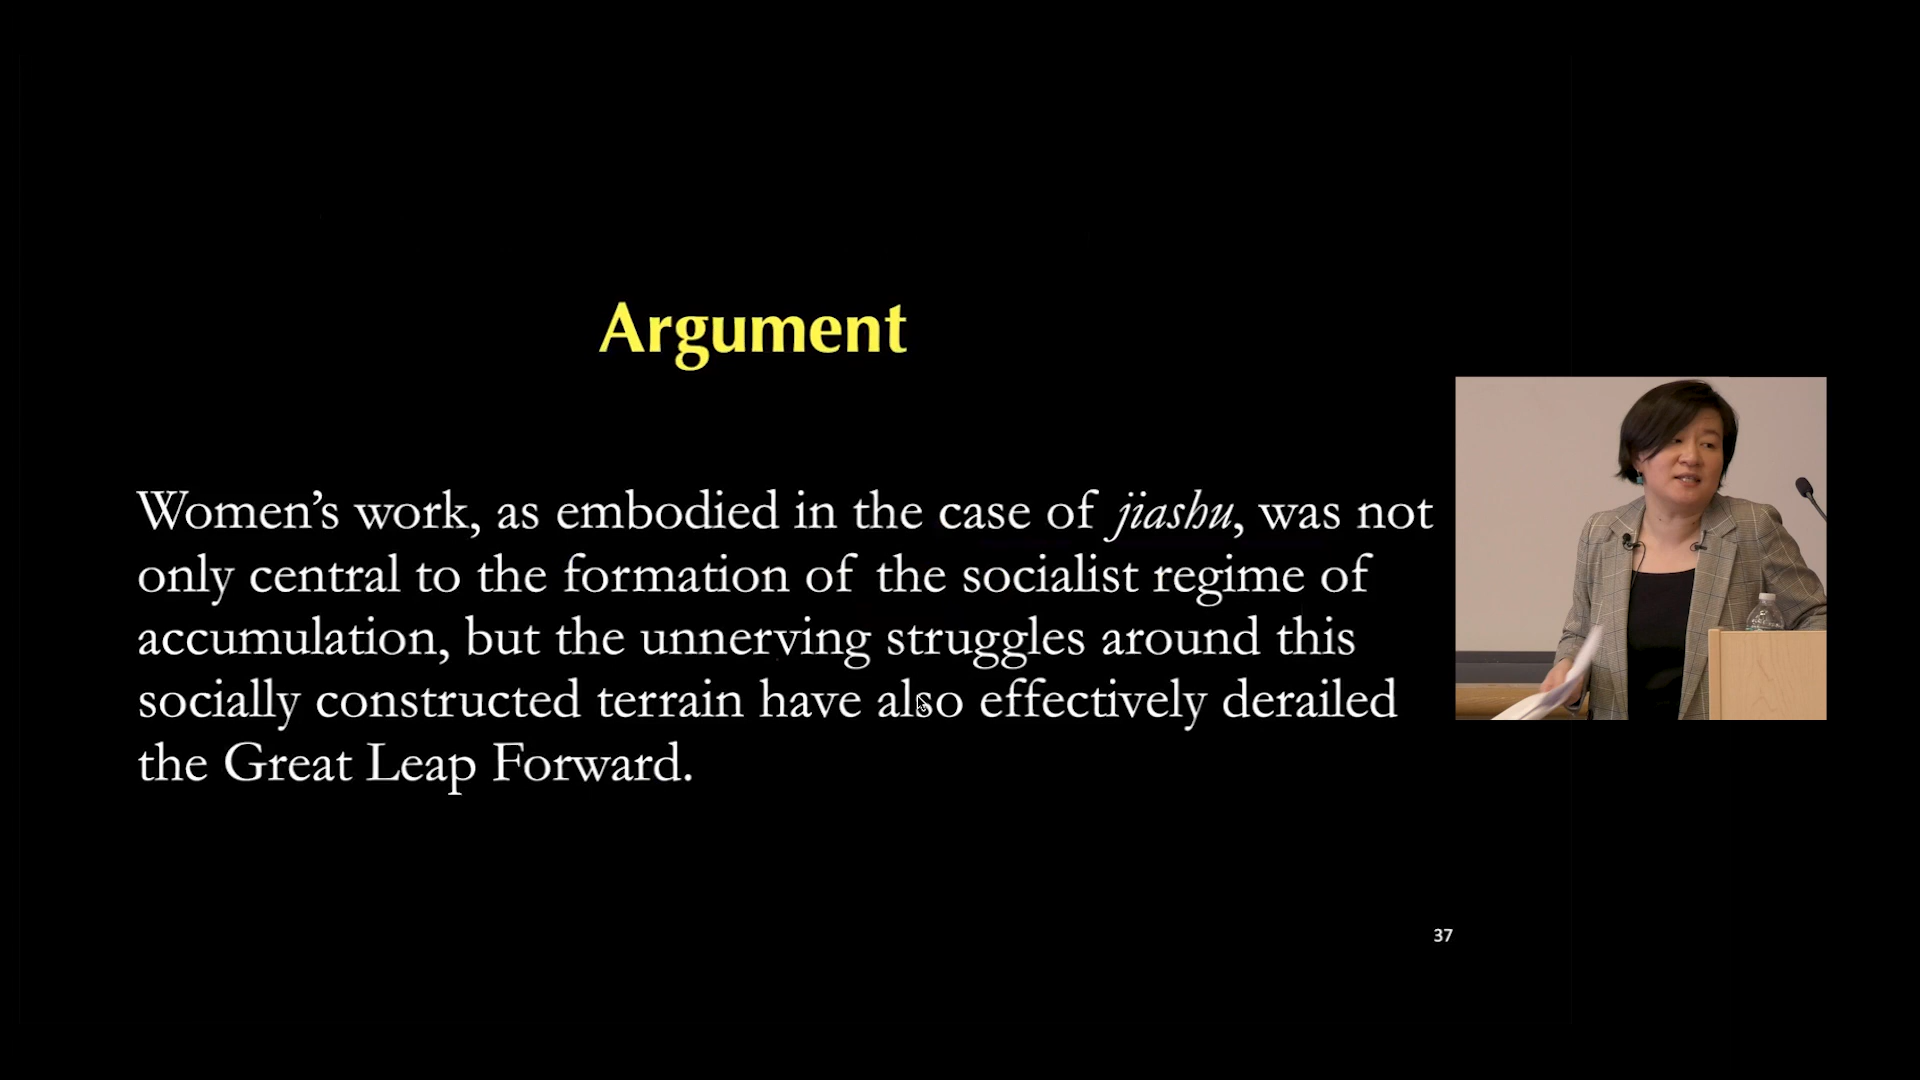 Argument
Women’s work, as embodied in the case of jiashu, was not
only central to the formation of the socialist regime of
accumulation, but the unnerving struggles around this
socially constructed terrain have also effectively derailed
the Great Leap Forward.
37